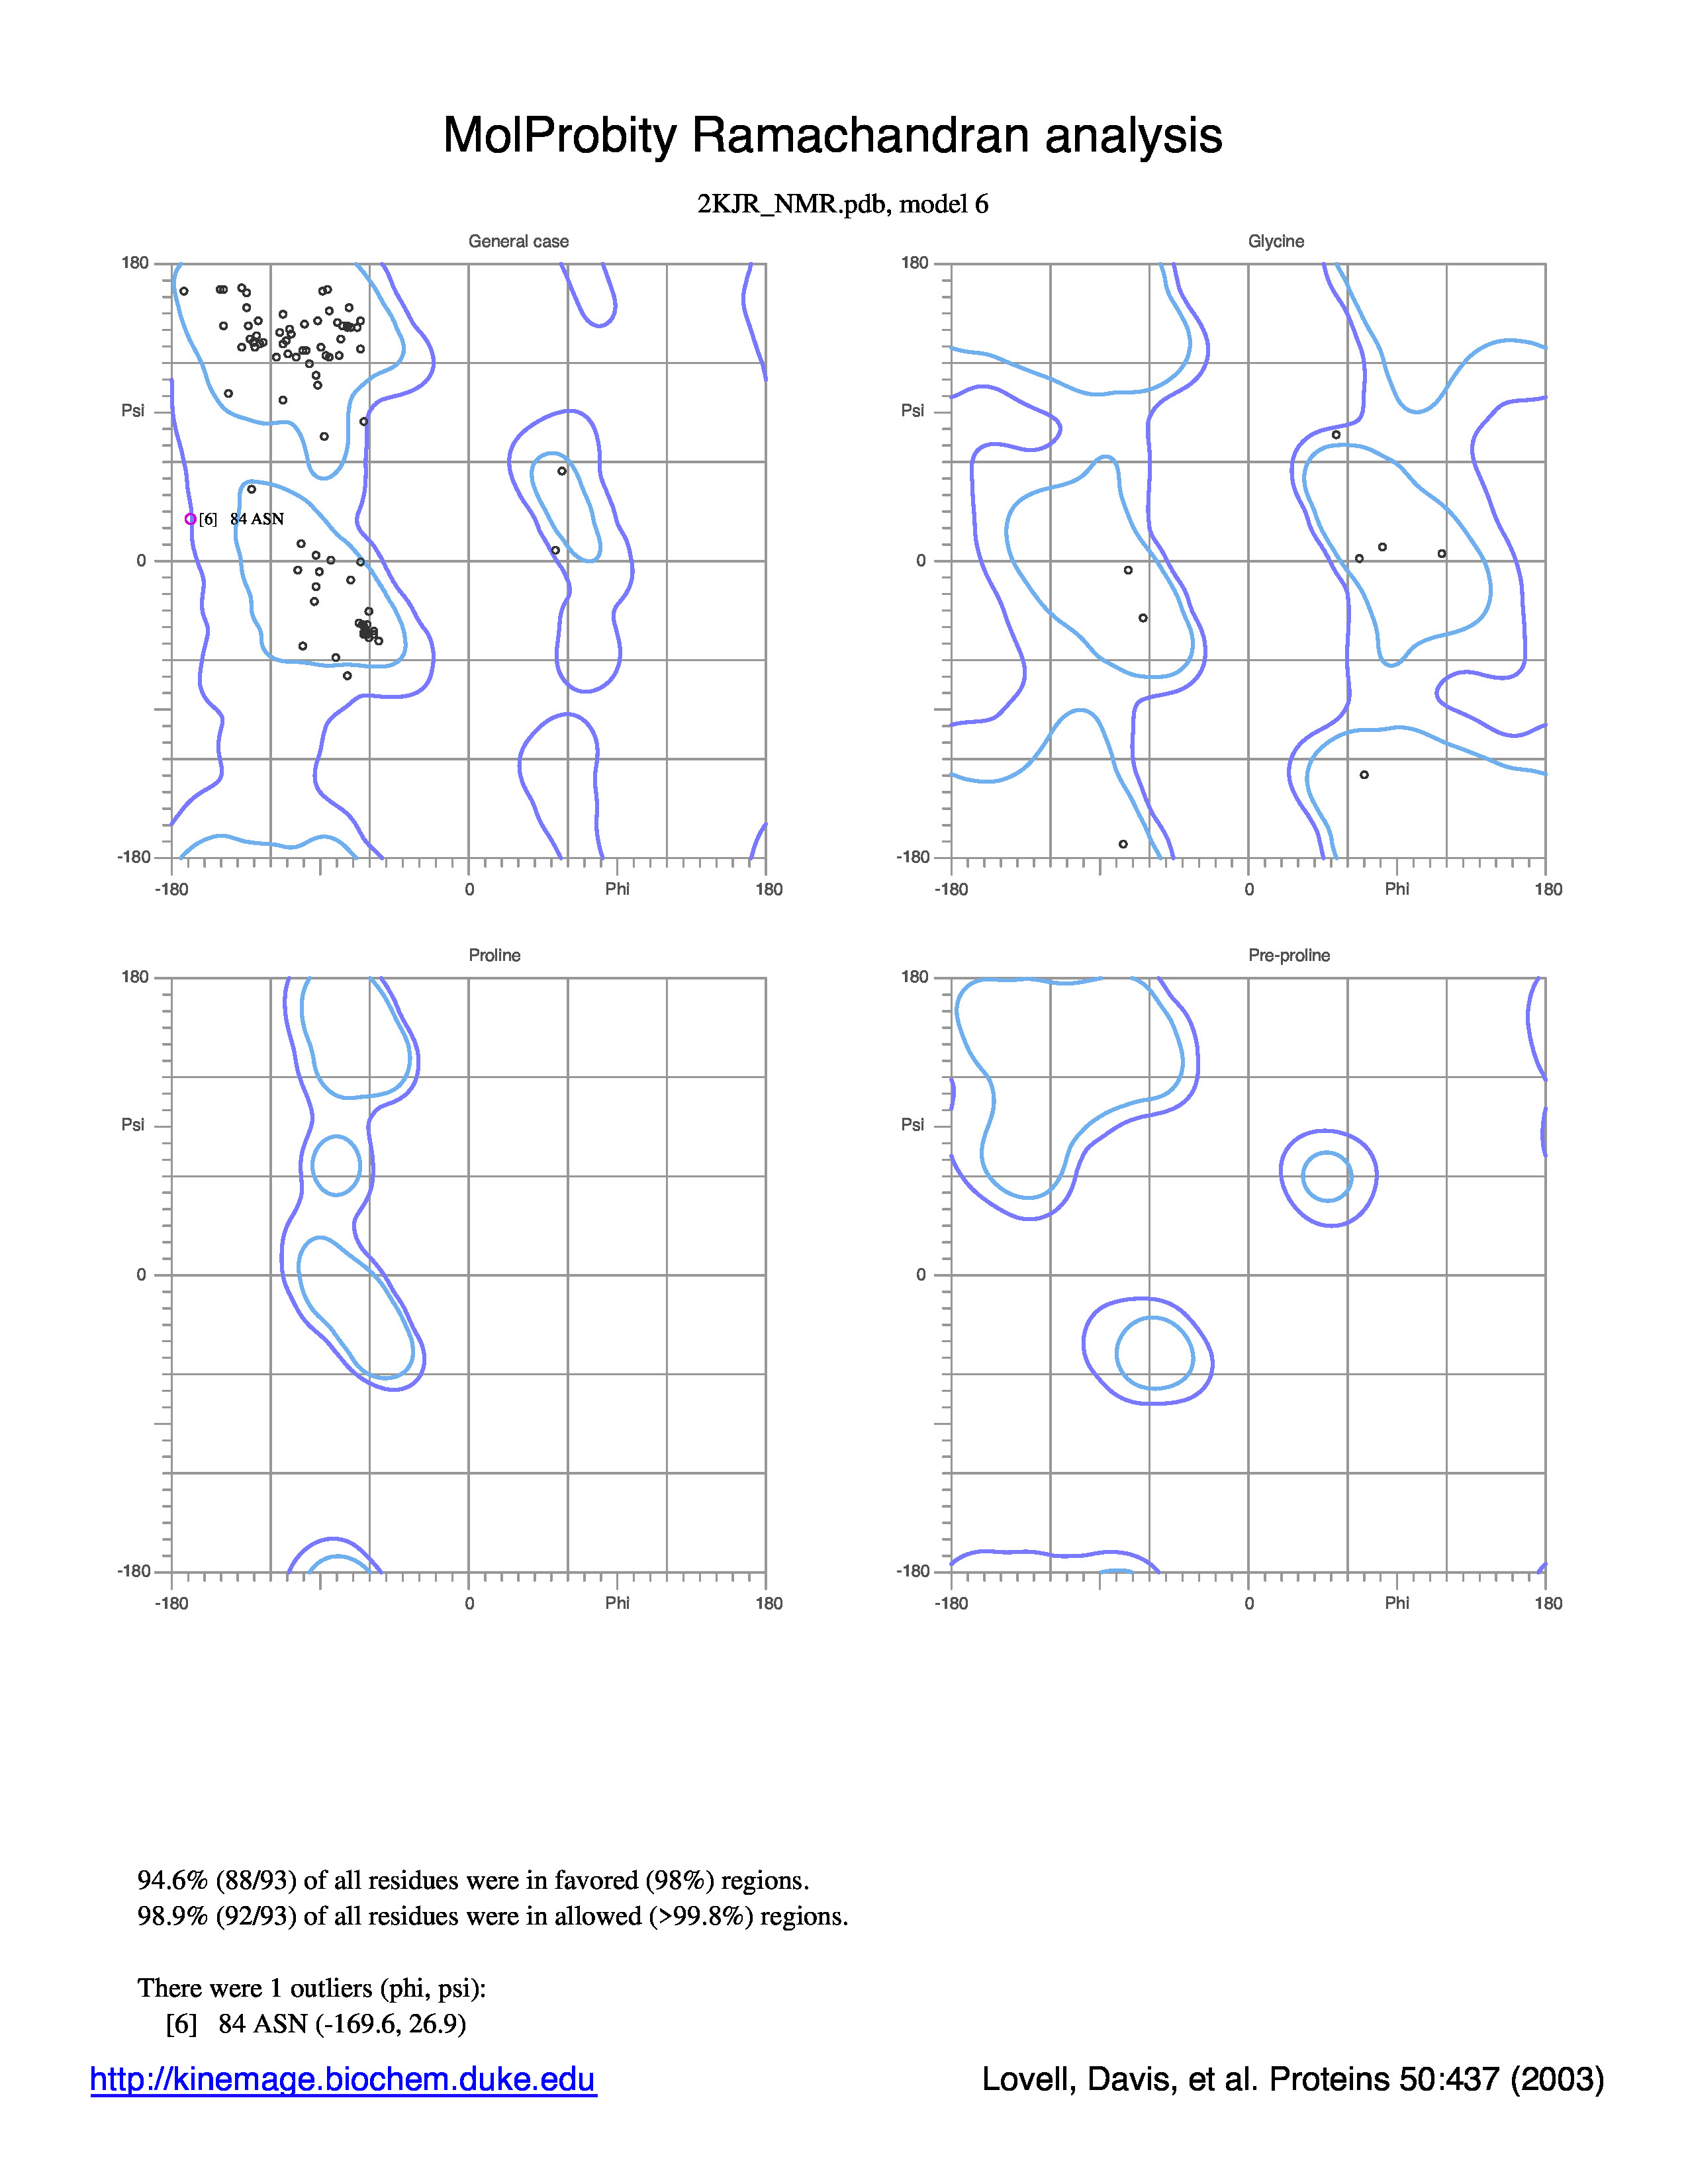 MolProbity Ramachandran analysis
2KJR_NMR.pdb, model 6
General case
180
Psi
[6] 84 ASN
0
-180
-180
0
Phi
180
Glycine
180
Psi
0
-180
-180
0
Phi
180
Proline
180
Psi
0
-180
-180
0
Phi
180
Pre-proline
180
Psi
0
-180
-180
0
Phi
180
94.6% (88/93) of all residues were in favored (98%) regions.
98.9% (92/93) of all residues were in allowed (>99.8%) regions.
There were 1 outliers (phi, psi):
[6] 84 ASN (-169.6, 26.9)
http://kinemage.biochem.duke.edu
Lovell, Davis, et al. Proteins 50:437 (2003)